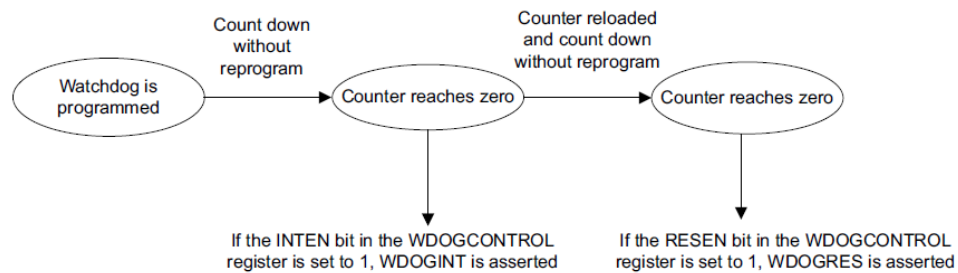 Count down
without
reprogram
Counter reloaded
and count down
without reprogram
Watchdog is
programmed
Counter reaches zero
Counter reaches zero
If the INTEN bit in the WDOGCONTROL
register is set to 1, WDOGINT is asserted
If the RESEN bit in the WDOGCONTROL
register is set to 1, WDOGRES is asserted